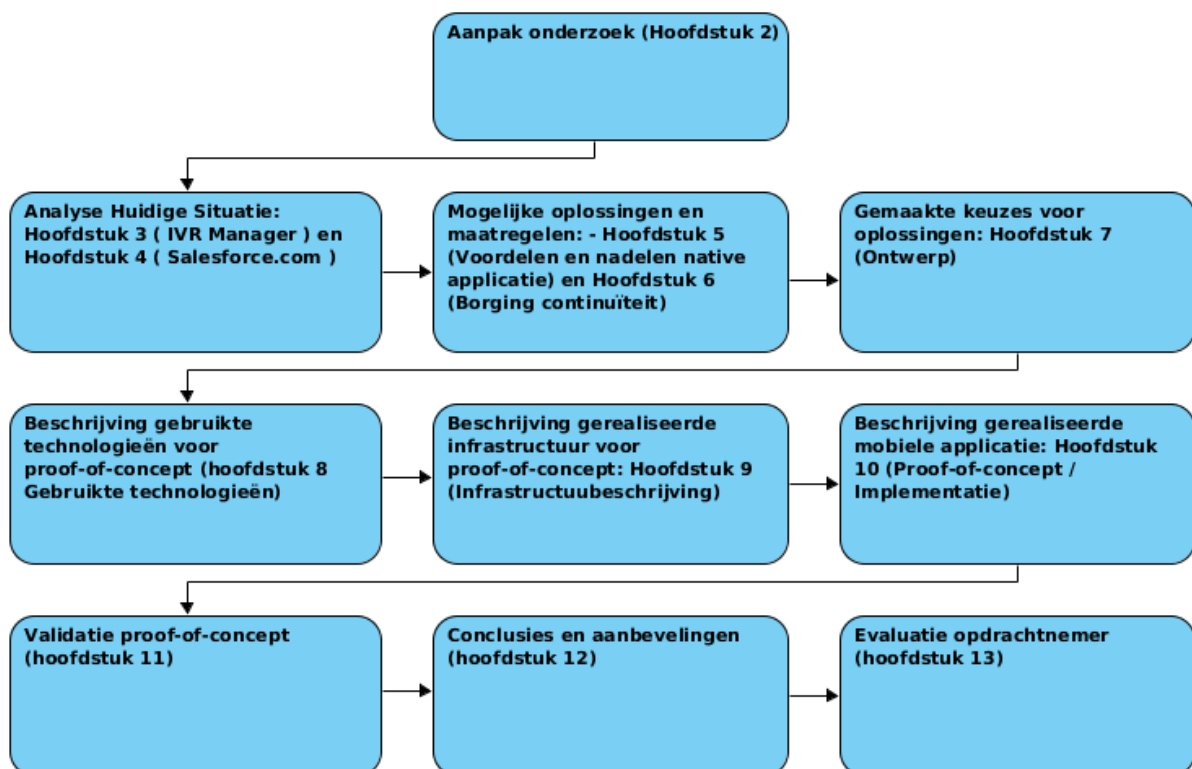 Aanpak onderzoek (Hoofdstuk 2)
Analyse Huidige Situatie:
Hoofdstuk 3 ( IVR Manager ) en
Hoofdstuk 4 ( Salesforce.com )
Mogelijke oplossingen en
maatregelen: - Hoofdstuk 5
(Voordelen en nadelen native
applicatie) en Hoofdstuk 6
(Borging continuïteit)
Gemaakte keuzes voor
oplossingen: Hoofdstuk 7
(Ontwerp)
Beschrijving gebruikte
technologieën voor
proof-of-concept (hoofdstuk 8
Gebruikte technologieën)
Beschrijving gerealiseerde
infrastructuur voor
proof-of-concept: Hoofdstuk 9
(Infrastructuubeschrijving)
Beschrijving gerealiseerde
mobiele applicatie: Hoofdstuk
10 (Proof-of-concept /
Implementatie)
Validatie proof-of-concept
(hoofdstuk 11)
Conclusies en aanbevelingen
(hoofdstuk 12)
Evaluatie opdrachtnemer
(hoofdstuk 13)